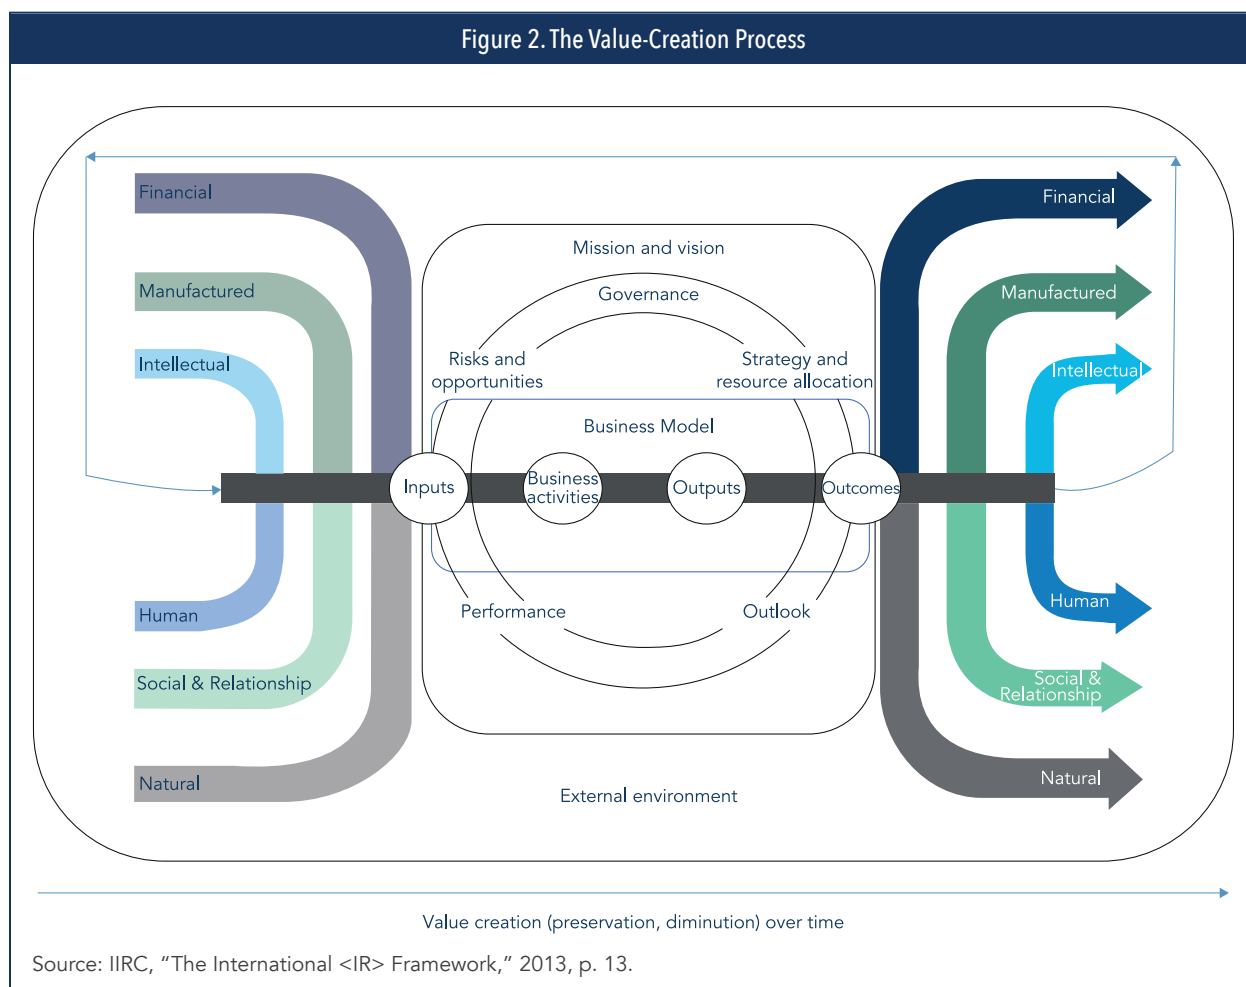 Figure 2. The Value-Creation Process
Financial
Manufactured
Intellectual
Human
Social & Relationship
Natural
Mission and vision
Governance
Risks and
opportunities
Strategy and
resource allocation
Business Model
Inputs
Business
activities
Outputs
Outcomes
Performance
Outlook
External environment
Financial
Manufactured
Intellectual
Human
Social &
Relationship
Natural
Value creation (preservation, diminution) over time
Source: IIRC, “The International <IR> Framework,” 2013, p. 13.